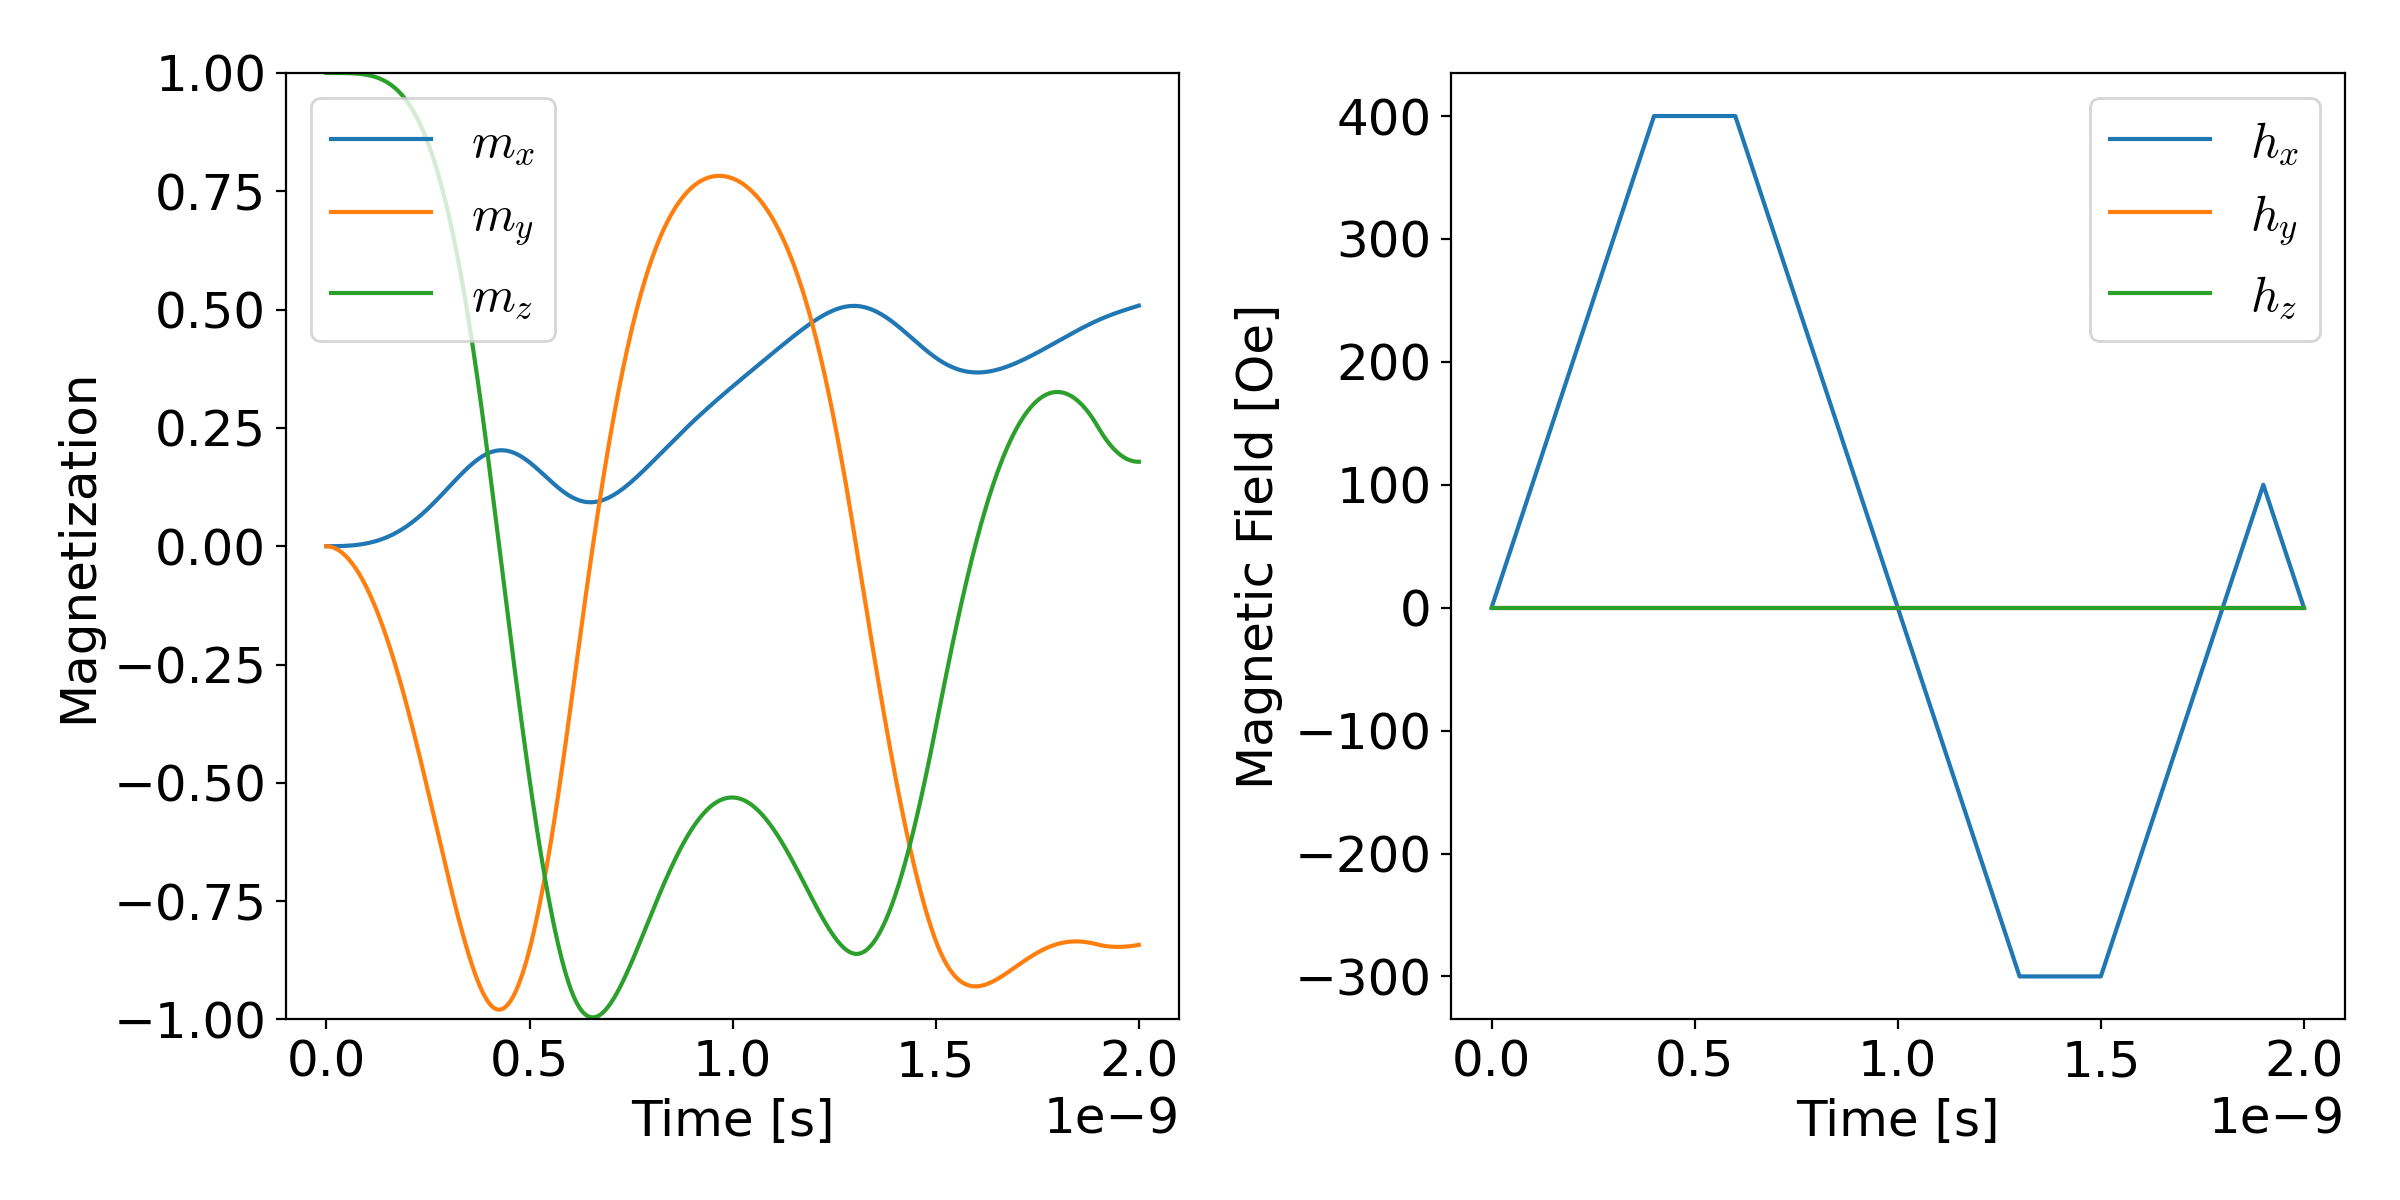 Magnetization
1.00
0.75
0.50
0.25
0.00
−0.25
−0.50
−0.75
−1.00
m_x
m_y
m_z
0.0 0.5 1.0 1.5 2.0
Time [s]
1e−9
Magnetic Field [Oe]
400
300
200
100
0
−100
−200
−300
h_x
h_y
h_z
0.0 0.5 1.0 1.5 2.0
Time [s]
1e−9